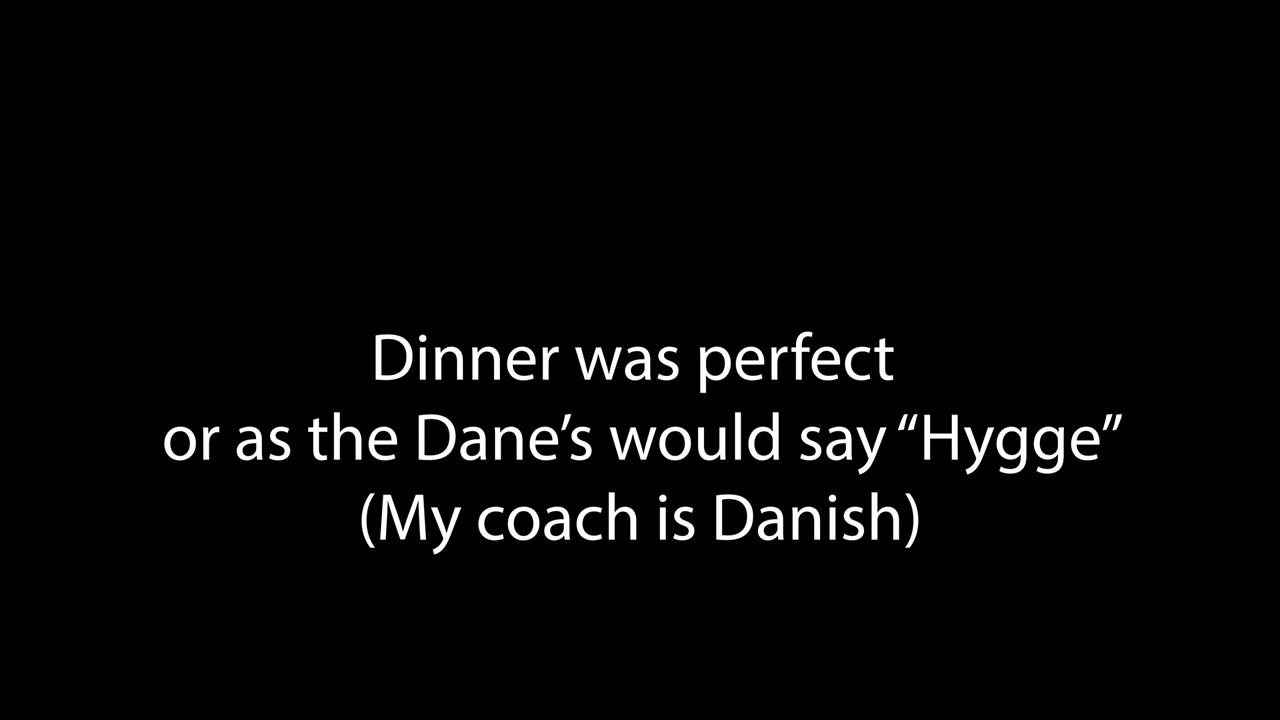 Dinner was perfect
or as the Dane’s would say “Hygge”
(My coach is Danish)